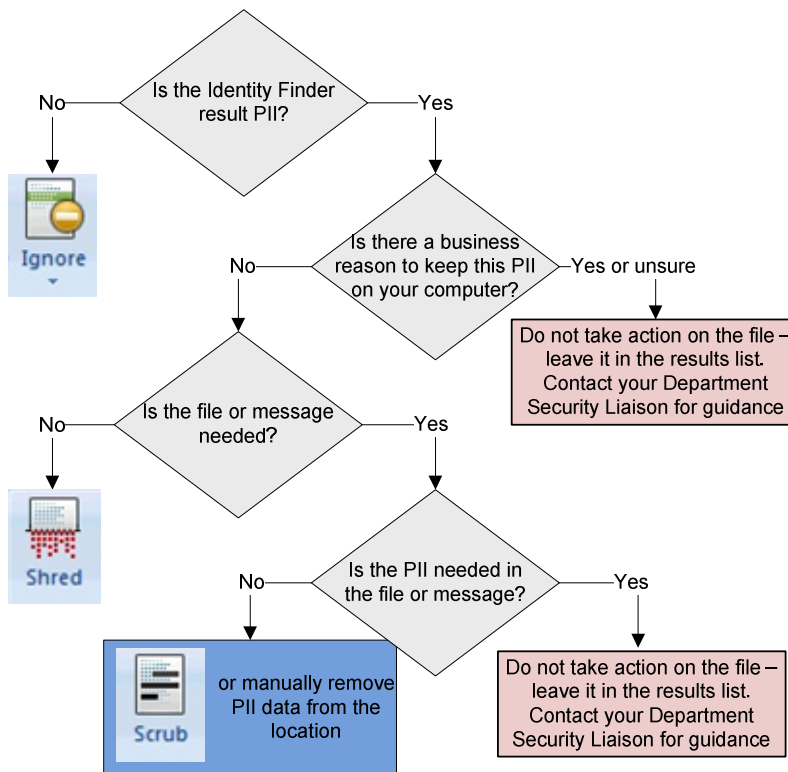 Is the Identity Finder
result PII?
No
Yes
Ignore
Is there a business
reason to keep this PII
on your computer?
No
Yes or unsure
Do not take action on the file –
leave it in the results list.
Contact your Department
Security Liaison for guidance
Is the file or message
needed?
No
Yes
Shred
Is the PII needed in
the file or message?
No
Yes
Scrub
or manually remove
PII data from the
location
Do not take action on the file –
leave it in the results list.
Contact your Department
Security Liaison for guidance